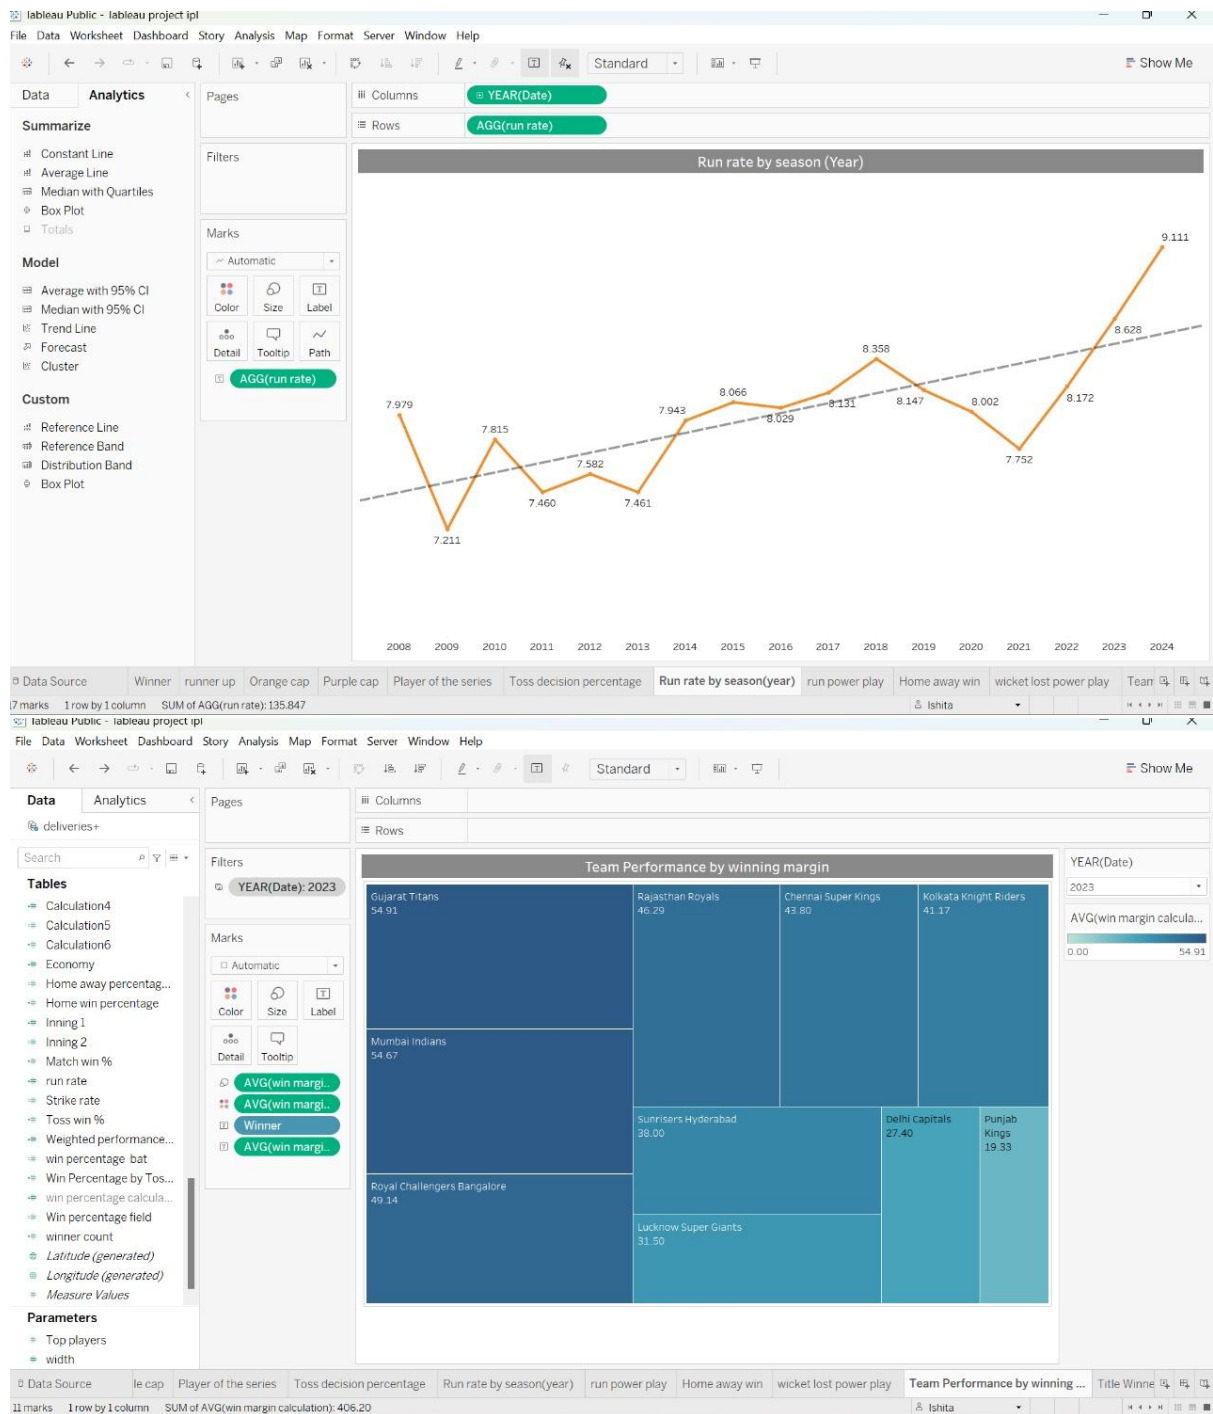 Tableau Public - Tableau project ipl
File Data Worksheet Dashboard Story Analysis Map Format Server Window Help
Standard
Show Me
Data Analytics
Pages
Columns YEAR(Date)
Rows AGG(run rate)
Summarize
Constant Line
Average Line
Median with Quartiles
Box Plot
Totals
Model
Average with 95% CI
Median with 95% CI
Trend Line
Forecast
Cluster
Custom
Reference Line
Reference Band
Distribution Band
Box Plot
Filters
Marks
Automatic
Color Size Label
Detail Tooltip Path
AGG(run rate)
Run rate by season (Year)
7.979
7.211
7.815
7.460
7.582
7.461
7.943
8.066
8.029
8.131
8.358
8.147
8.002
7.752
8.172
8.628
9.111
2008 2009 2010 2011 2012 2013 2014 2015 2016 2017 2018 2019 2020 2021 2022 2023 2024
Data Source Winner runner up Orange cap Purple cap Player of the series Toss decision percentage Run rate by season(year) run power play Home away win wicket lost power play Team
17 marks 1 row by 1 column SUM of AGG(run rate): 135.847
Ishita
Tableau Public - Tableau project ipl
File Data Worksheet Dashboard Story Analysis Map Format Server Window Help
Standard
Show Me
Data Analytics
Pages
Columns
Rows
deliveries+
Search
Tables
Calculation4
Calculation5
Calculation6
Economy
Home away percentag...
Home win percentage
Inning 1
Inning 2
Match win %
run rate
Strike rate
Toss win %
Weighted performance...
win percentage bat
Win Percentage by Tos...
win percentage calcula...
Win percentage field
winner count
Latitude (generated)
Longitude (generated)
Measure Values
Parameters
Top players
width
Filters
YEAR(Date): 2023
Marks
Automatic
Color Size Label
Detail Tooltip
AVG(win margi..
AVG(win margi..
Winner
AVG(win margi..
Team Performance by winning margin
Gujarat Titans
54.91
Mumbai Indians
54.67
Royal Challengers Bangalore
49.14
Rajasthan Royals
46.29
Chennai Super Kings
43.80
Kolkata Knight Riders
41.17
Sunrisers Hyderabad
38.00
Lucknow Super Giants
31.50
Delhi Capitals
27.40
Punjab
Kings
19.33
YEAR(Date)
2023
AVG(win margin calcula...
0.00 54.91
Data Source le cap Player of the series Toss decision percentage Run rate by season(year) run power play Home away win wicket lost power play Team Performance by winning ... Title Winne
11 marks 1 row by 1 column SUM of AVG(win margin calculation): 406.20
Ishita